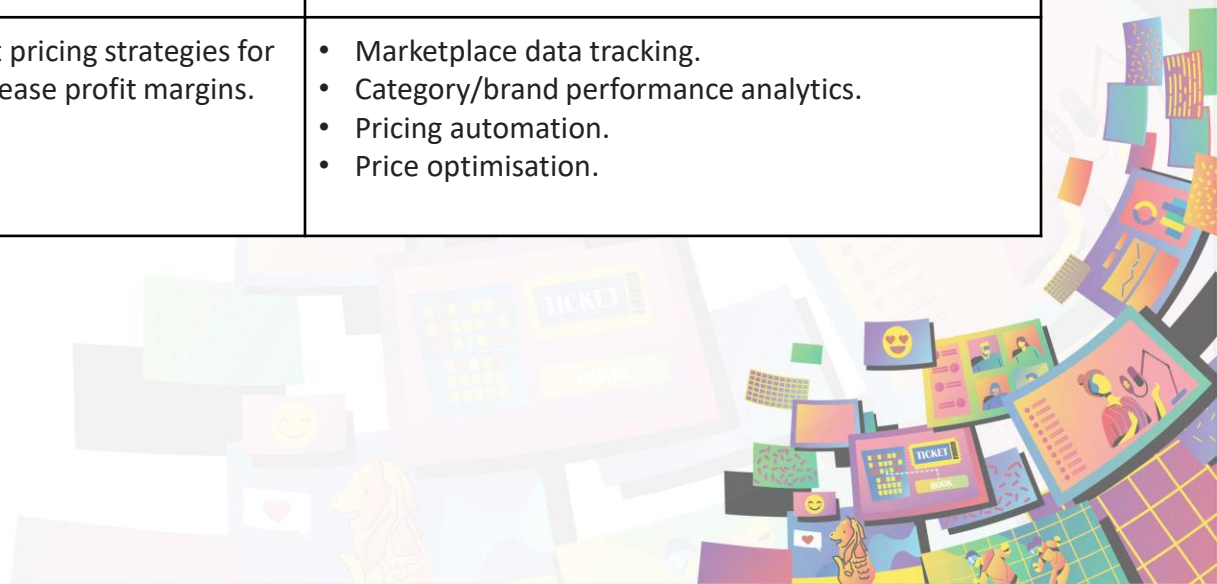 t pricing strategies for
ease profit margins.
• Marketplace data tracking.
• Category/brand performance analytics.
• Pricing automation.
• Price optimisation.
TICKET
BOOK
TICKET
BOOK